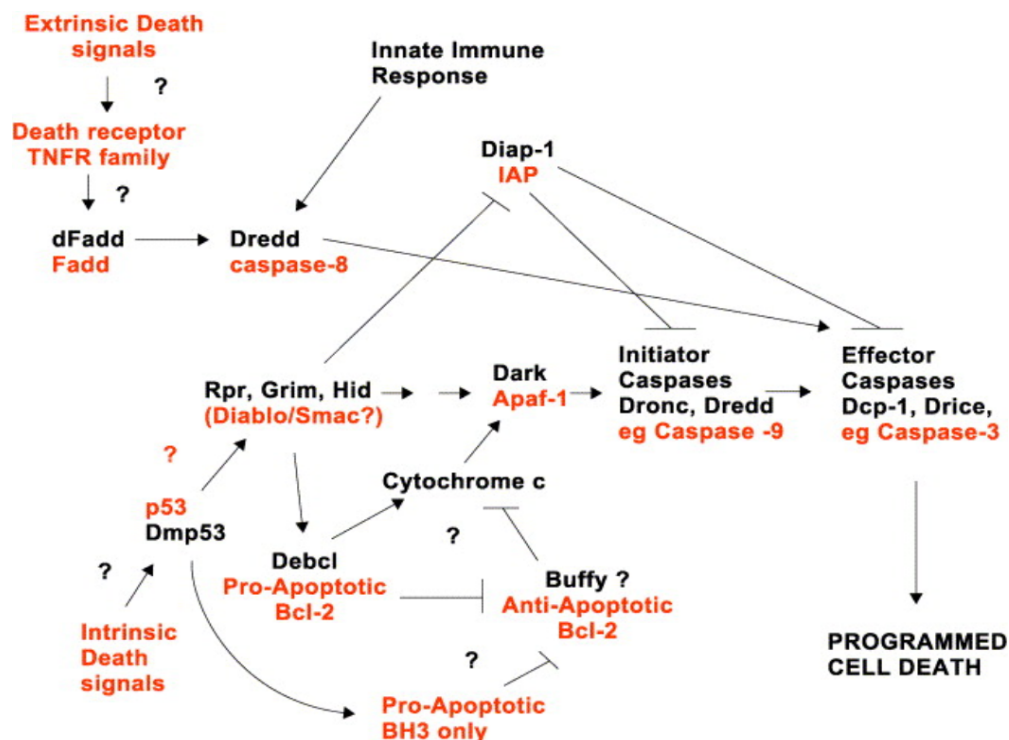 Extrinsic Death
signals
?
Death receptor
TNFR family
?
dFadd
Fadd
Innate Immune
Response
Dredd
caspase-8
Diap-1
IAP
Rpr, Grim, Hid
(Diablo/Smac?)
Dark
Apaf-1
Initiator
Caspases
Dronc, Dredd
eg Caspase -9
Effector
Caspases
Dcp-1, Drice,
eg Caspase-3
?
p53
Dmp53
?
Intrinsic
Death
signals
Cytochrome c
?
Debcl
Pro-Apoptotic
Bcl-2
Buffy ?
Anti-Apoptotic
Bcl-2
?
Pro-Apoptotic
BH3 only
PROGRAMMED
CELL DEATH